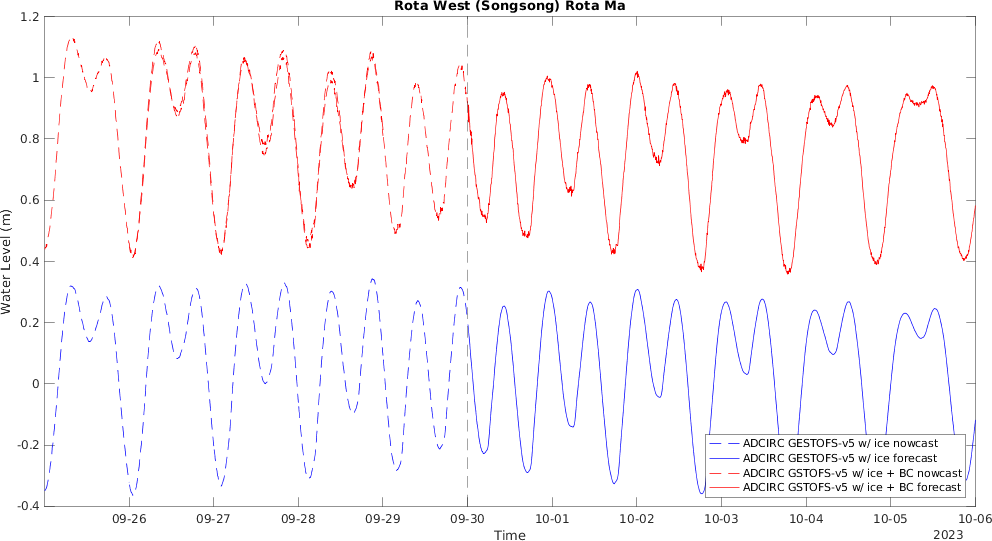 Rota West (Songsong) Rota Ma
1.2
1
0.8
0.6
0.4
0.2
0
-0.2
-0.4
Water Level (m)
09-26 09-27 09-28 09-29 09-30 10-01 10-02 10-03 10-04 10-05 10-06
Time
2023
ADCIRC GESTOFS-v5 w/ ice nowcast
ADCIRC GESTOFS-v5 w/ ice forecast
ADCIRC GSTOFS-v5 w/ ice + BC nowcast
ADCIRC GSTOFS-v5 w/ ice + BC forecast